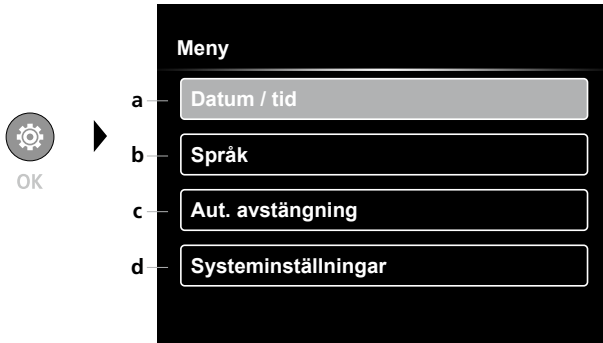 Meny
a Datum / tid
b Språk
c Aut. avstängning
d Systeminställningar
OK